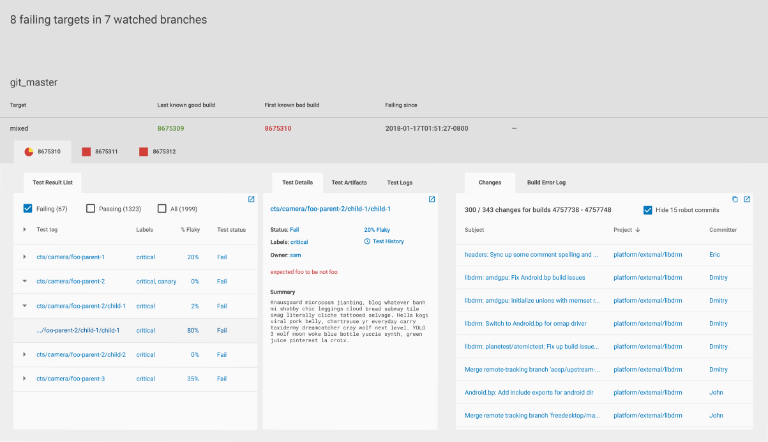 8 failing targets in 7 watched branches
git_master
Target Last known good build First known bad build Failing since
mixed 8675309 8675310 2018-01-17T01:51:27-0800 —
8675310 8675311 8675312
Test Result List
Failing (67) Passing (1323) All (1999)
Test tag Labels % Flaky Test status
cts/camera/foo-parent-1 critical 20% Fail
cts/camera/foo-parent-2 critical, canary 0% Fail
cts/camera/foo-parent-2/child-1 critical 2% Fail
.../foo-parent-2/child-1/child-1 critical 80% Fail
cts/camera/foo-parent-2/child-2 critical 0% Fail
cts/camera/foo-parent-3 critical 35% Fail
Test Details Test Artifacts Test Logs
cts/camera/foo-parent-2/child-1/child-1
Status: Fail 20% Flaky
Labels: critical Test History
Owner: sam
expected foo to be not foo
Summary
Knausgaard microcosm jianbing, blog whatever banh
mi shabby chic leggings cloud bread subway tile
swag literally cliche tattooed selvage. Hello kogi
viral pork belly, chartreuse yr everyday carry
taxidermy dreamcatcher cray wolf next level. YOLO
3 wolf moon woke blue bottle yuccie synth, green
juice pinterest la croix.
Changes Build Error Log
300 / 343 changes for builds 4757738 - 4757748 Hide 15 robot commits
Subject Project Committer
headers: Sync up some comment spelling and ... platform/external/libdrm Eric
libdrm: amdgpu: Fix Android.bp build issues platform/external/libdrm Dmitry
libdrm: amdgpu: Initialize unions with memset r... platform/external/libdrm Dmitry
libdrm: Switch to Android.bp for omap driver platform/external/libdrm Dmitry
libdrm: planetest/atomictest: Fix up build issue... platform/external/libdrm Dmitry
Merge remote-tracking branch 'aosp/upstream-... platform/external/libdrm Dmitry
Android.bp: Add include exports for android dir platform/external/libdrm John
Merge remote tracking branch 'freedesktop/ma... platform/external/libdrm John